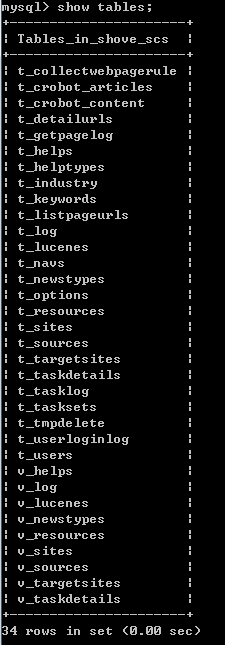 mysql> show tables;
+------------------------+
| Tables_in_shove_scs |
+------------------------+
| t_collectwebpagerule |
| t_crobot_articles |
| t_crobot_content |
| t_detailurls |
| t_getpagelog |
| t_helps |
| t_helptypes |
| t_industry |
| t_keywords |
| t_listpageurls |
| t_log |
| t_lucenes |
| t_navs |
| t_newstypes |
| t_options |
| t_resources |
| t_sites |
| t_sources |
| t_targetsites |
| t_taskdetails |
| t_tasklog |
| t_tasksets |
| t_tmpdelete |
| t_userloginlog |
| t_users |
| v_helps |
| v_log |
| v_lucenes |
| v_newstypes |
| v_resources |
| v_sites |
| v_sources |
| v_targetsites |
| v_taskdetails |
+------------------------+
34 rows in set (0.00 sec)